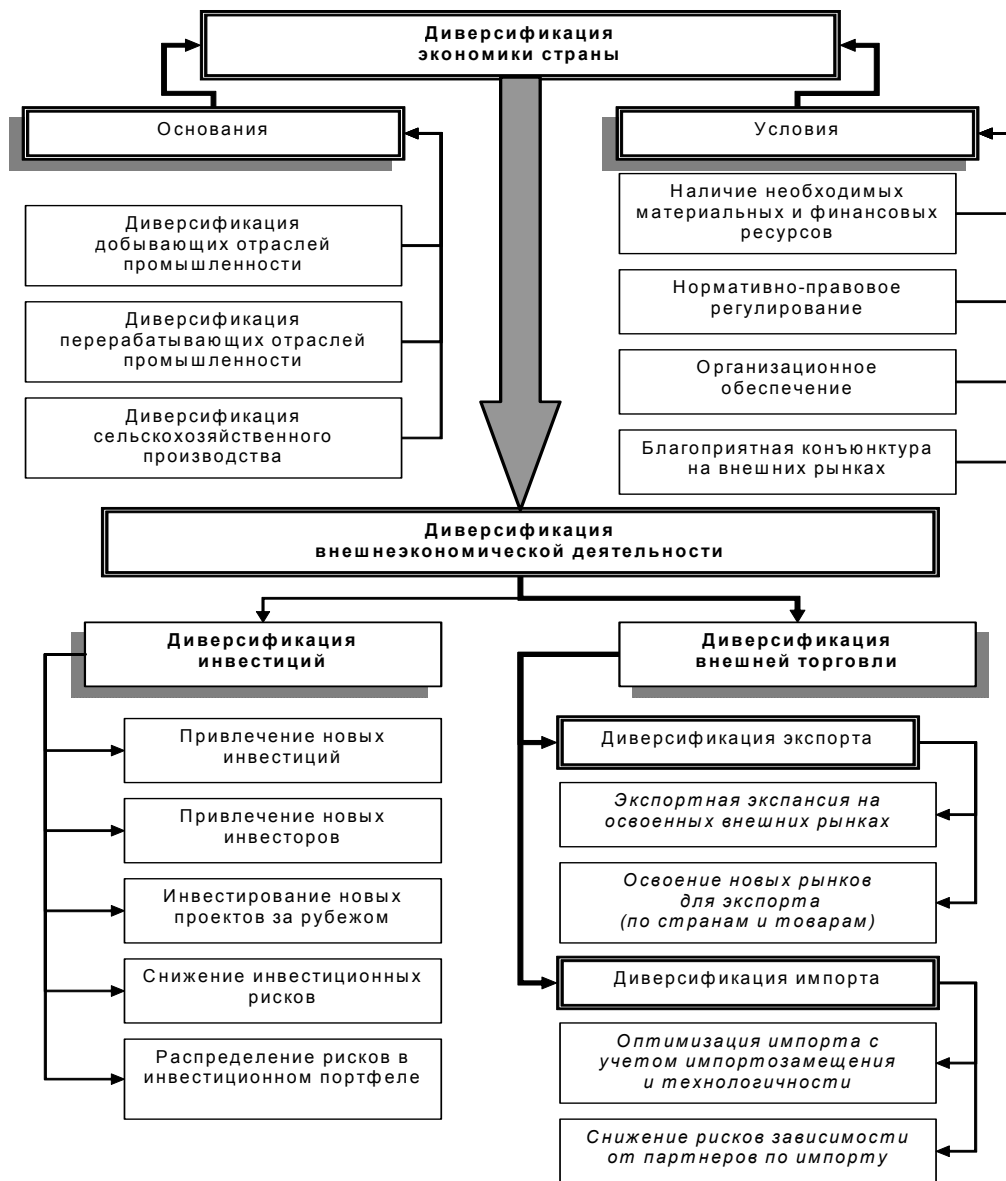 Диверсификация
экономики страны
Основания
Диверсификация
добывающих отраслей
промышленности
Диверсификация
перерабатывающих отраслей
промышленности
Диверсификация
сельскохозяйственного
производства
Условия
Наличие необходимых
материальных и финансовых
ресурсов
Нормативно-правовое
регулирование
Организационное
обеспечение
Благоприятная конъюнктура
на внешних рынках
Диверсификация
внешнеэкономической деятельности
Диверсификация
инвестиций
Привлечение новых
инвестиций
Привлечение новых
инвесторов
Инвестирование новых
проектов за рубежом
Снижение инвестиционных
рисков
Распределение рисков в
инвестиционном портфеле
Диверсификация
внешней торговли
Диверсификация экспорта
Экспортная экспансия на
освоенных внешних рынках
Освоение новых рынков
для экспорта
(по странам и товарам)
Диверсификация импорта
Оптимизация импорта с
учетом импортозамещения
и технологичности
Снижение рисков зависимости
от партнеров по импорту